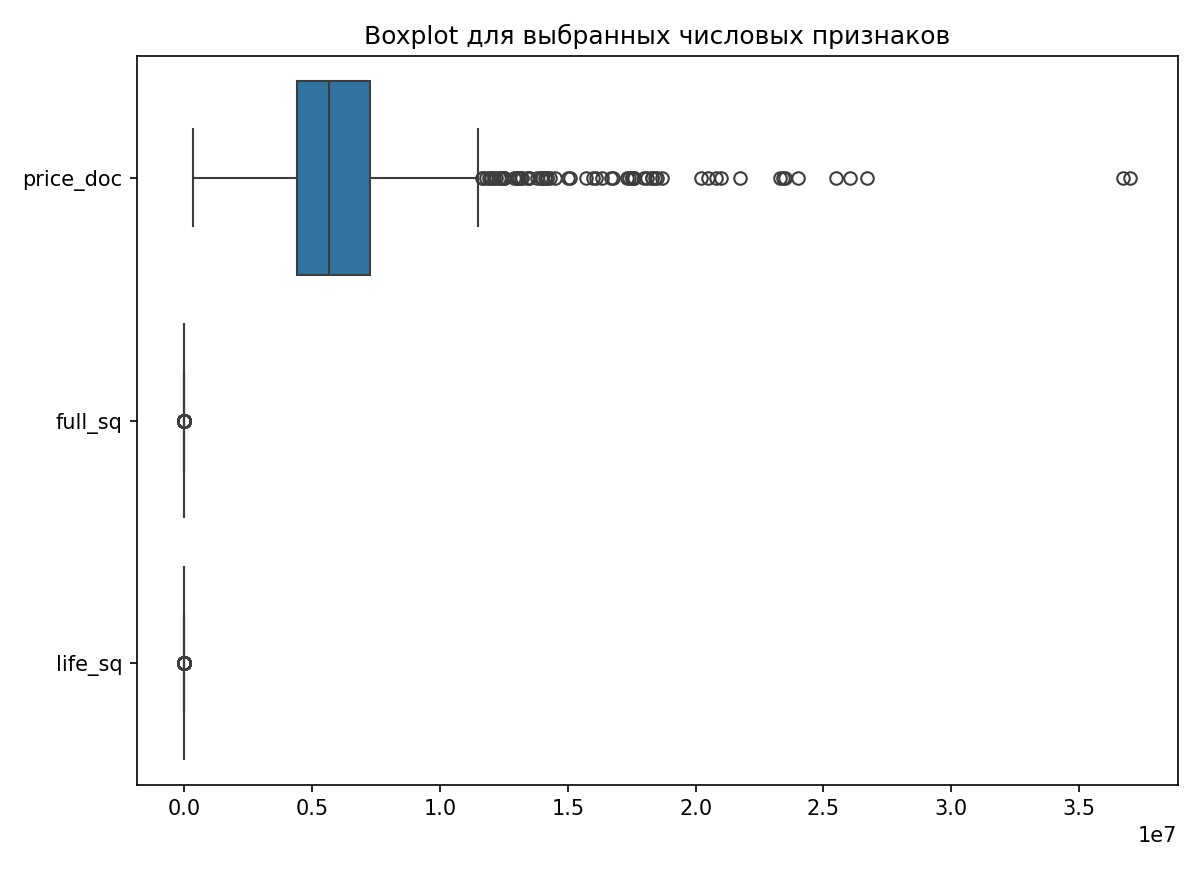 Boxplot для выбранных числовых признаков
price_doc
full_sq
life_sq
0.0 0.5 1.0 1.5 2.0 2.5 3.0 3.5
1e7